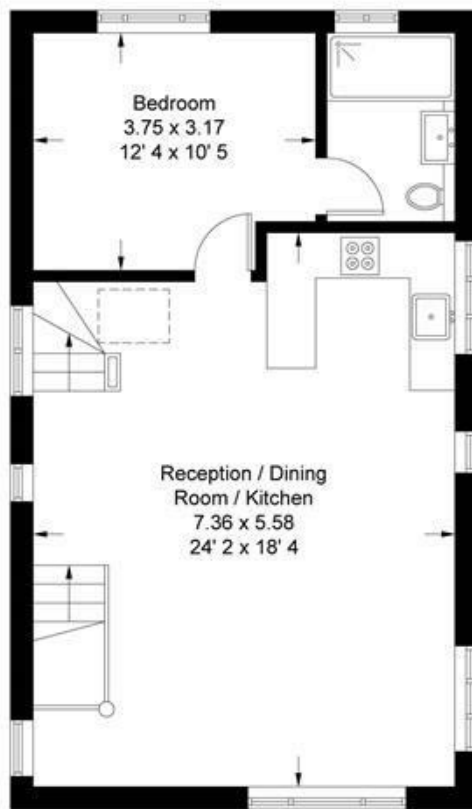 Bedroom
3.75 x 3.17
12' 4 x 10' 5
Reception / Dining
Room / Kitchen
7.36 x 5.58
24' 2 x 18' 4